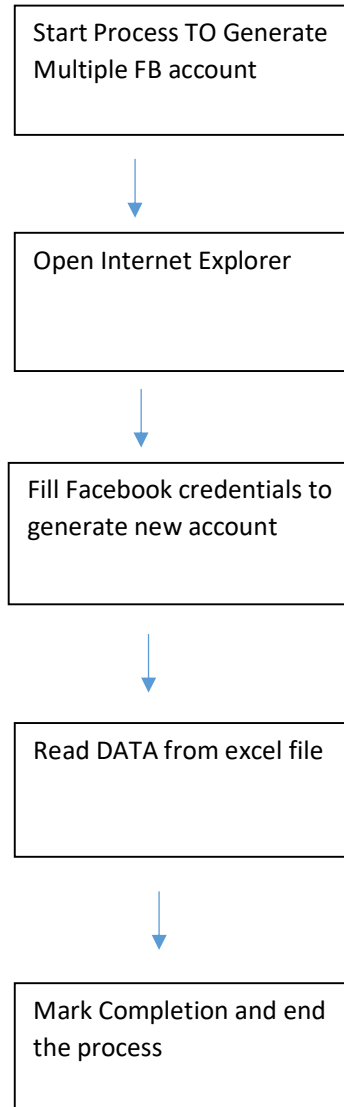 Start Process TO Generate
Multiple FB account
Open Internet Explorer
Fill Facebook credentials to
generate new account
Read DATA from excel file
Mark Completion and end
the process